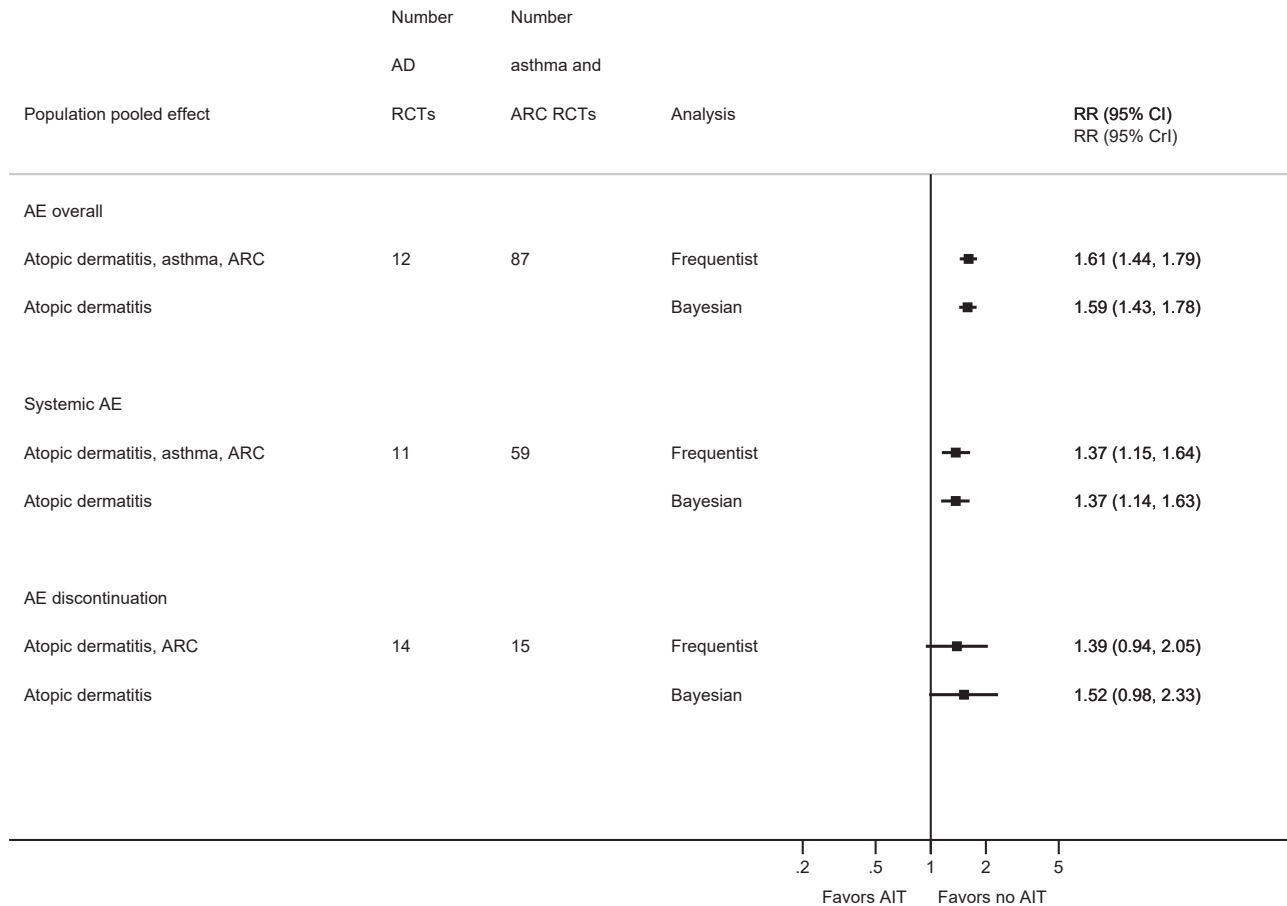 Number Number
AD asthma and
Population pooled effect RCTs ARC RCTs Analysis RR (95% CI)
RR (95% CrI)
AE overall
Atopic dermatitis, asthma, ARC 12 87 Frequentist 1.61 (1.44, 1.79)
Atopic dermatitis Bayesian 1.59 (1.43, 1.78)
Systemic AE
Atopic dermatitis, asthma, ARC 11 59 Frequentist 1.37 (1.15, 1.64)
Atopic dermatitis Bayesian 1.37 (1.14, 1.63)
AE discontinuation
Atopic dermatitis, ARC 14 15 Frequentist 1.39 (0.94, 2.05)
Atopic dermatitis Bayesian 1.52 (0.98, 2.33)
.2 .5 1 2 5
Favors AIT Favors no AIT